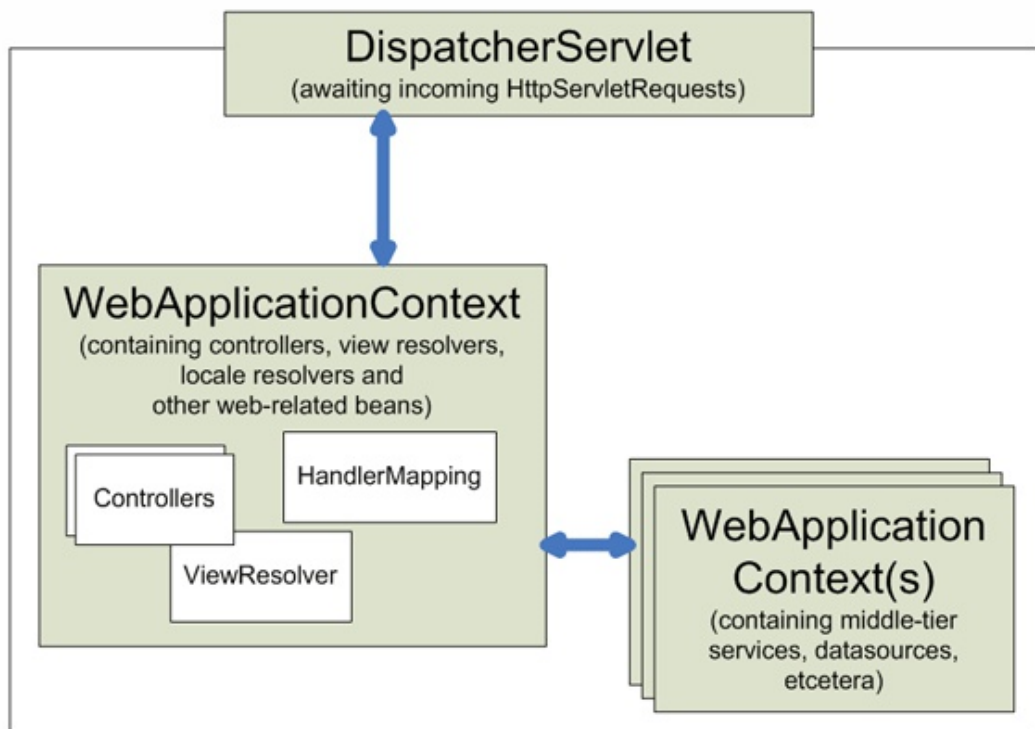 DispatcherServlet
(awaiting incoming HttpServletRequests)
WebApplicationContext
(containing controllers, view resolvers,
locale resolvers and
other web-related beans)
HandlerMapping
Controllers
ViewResolver
WebApplication
Context(s)
(containing middle-tier
services, datasources,
etcetera)